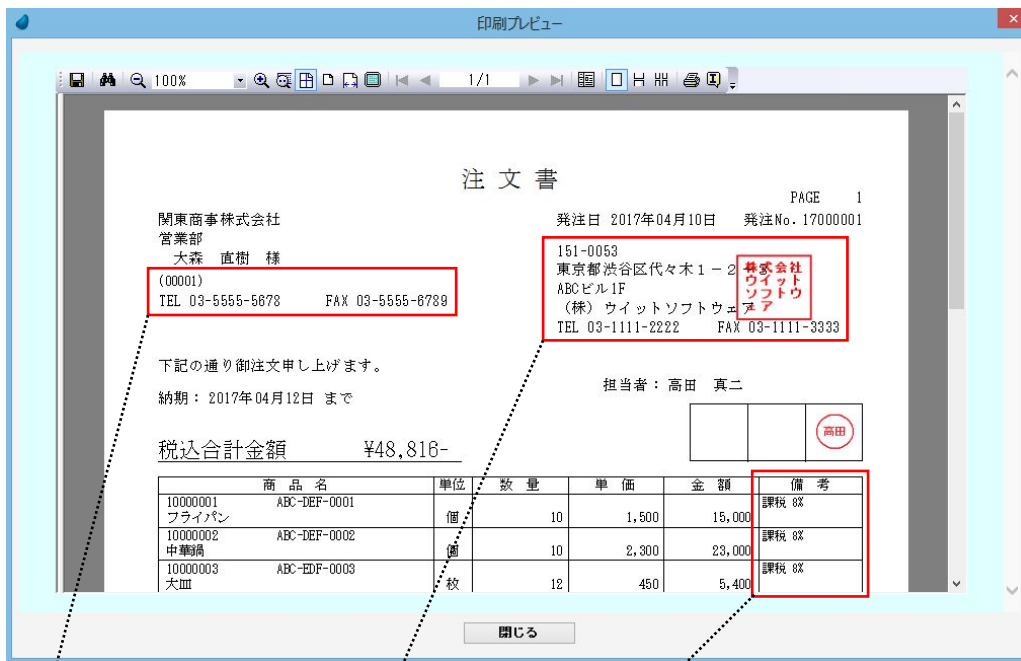 印刷プレビュー
100%
1/1
注 文 書
PAGE 1
関東商事株式会社
発注日 2017年04月10日 発注No. 17000001
営業部
大森 直樹 様
(00001)
TEL 03-5555-5678 FAX 03-5555-6789
151-0053
東京都渋谷区代々木1-2-3
ABCビル1F
(株) ウイットソフトウェア
TEL 03-1111-2222 FAX 03-1111-3333
株式会社
ウイット
ソフトウ
ェア
下記の通り御注文申し上げます。
担当者: 高田 真二
納期: 2017年04月12日 まで
高田
税込合計金額 ¥48,816-
商 品 名 単位 数 量 単 価 金 額 備 考
10000001 ABC-DEF-0001 課税 8%
フライパン 個 10 1,500 15,000
10000002 ABC-DEF-0002 課税 8%
中華鍋 個 10 2,300 23,000
10000003 ABC-EDF-0003 課税 8%
大皿 枚 12 450 5,400
閉じる